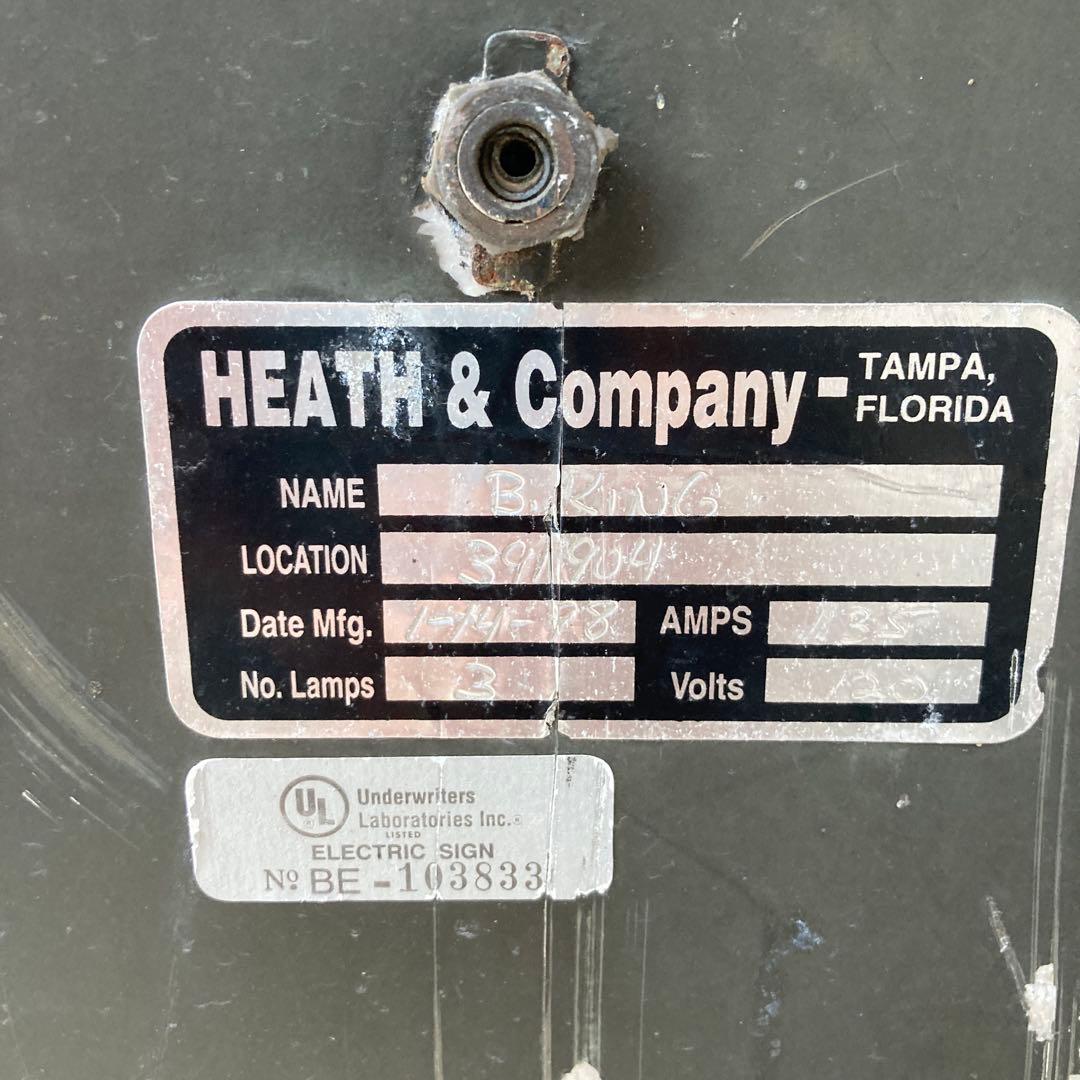 HEATH & Company - TAMPA, FLORIDA
NAME B. KING
LOCATION 391904
Date Mfg. 1-14-98 AMPS 1.35
No. Lamps 3 Volts 120
UL ® Underwriters
Laboratories Inc.®
LISTED
ELECTRIC SIGN
Nº BE-103833